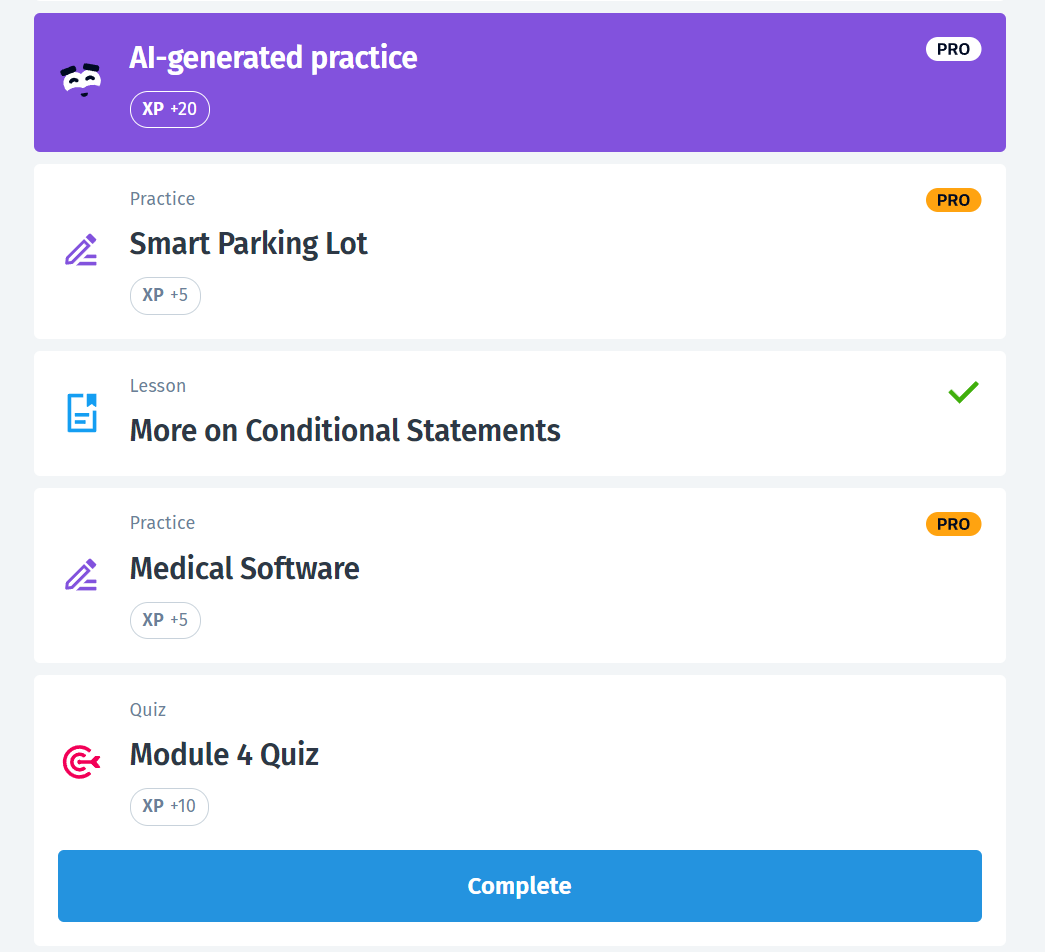 AI-generated practice
PRO
XP +20
Practice
PRO
Smart Parking Lot
XP +5
Lesson
More on Conditional Statements
Practice
PRO
Medical Software
XP +5
Quiz
Module 4 Quiz
XP +10
Complete